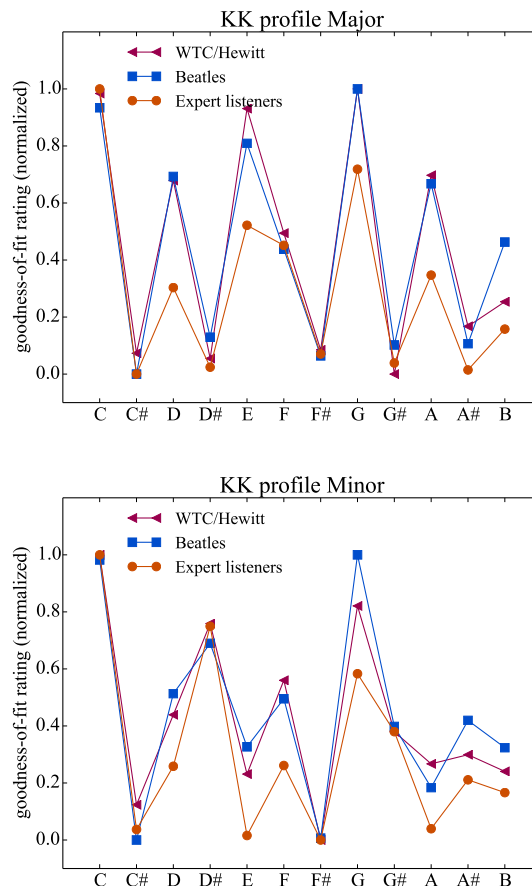 KK profile Major
goodness-of-fit rating (normalized)
WTC/Hewitt
Beatles
Expert listeners
1.0
0.8
0.6
0.4
0.2
0.0
C C# D D# E F F# G G# A A# B
KK profile Minor
goodness-of-fit rating (normalized)
WTC/Hewitt
Beatles
Expert listeners
1.0
0.8
0.6
0.4
0.2
0.0
C C# D D# E F F# G G# A A# B